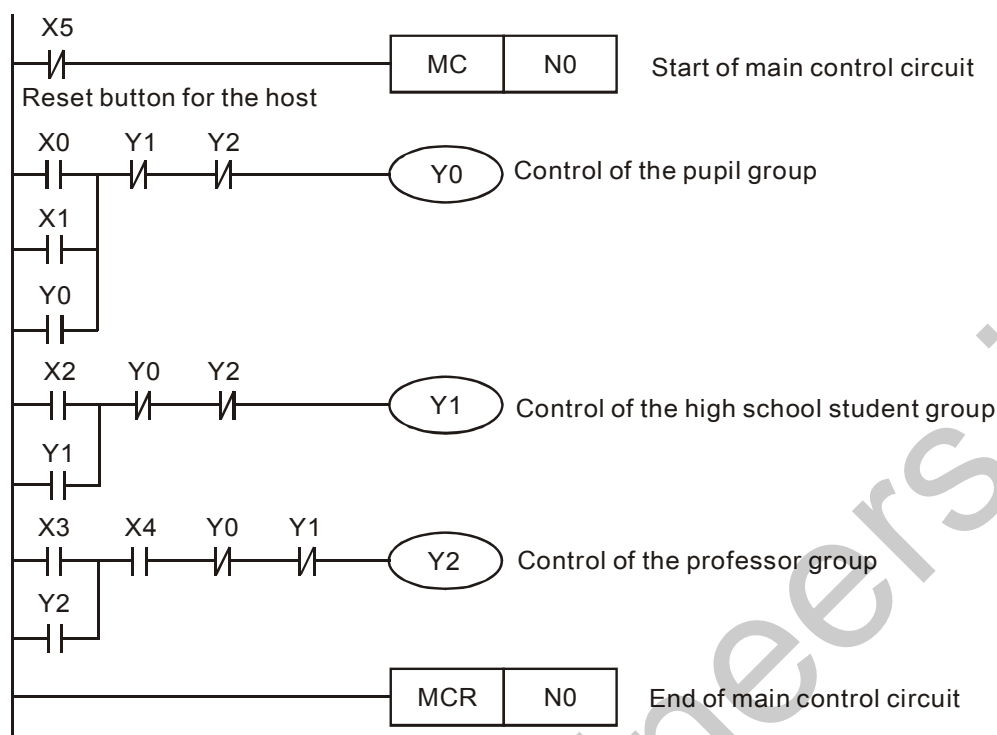 X5
MC N0 Start of main control circuit
Reset button for the host
X0 Y1 Y2
Y0 Control of the pupil group
X1
Y0
X2 Y0 Y2
Y1 Control of the high school student group
Y1
X3 X4 Y0 Y1
Y2 Control of the professor group
Y2
MCR N0 End of main control circuit
neers